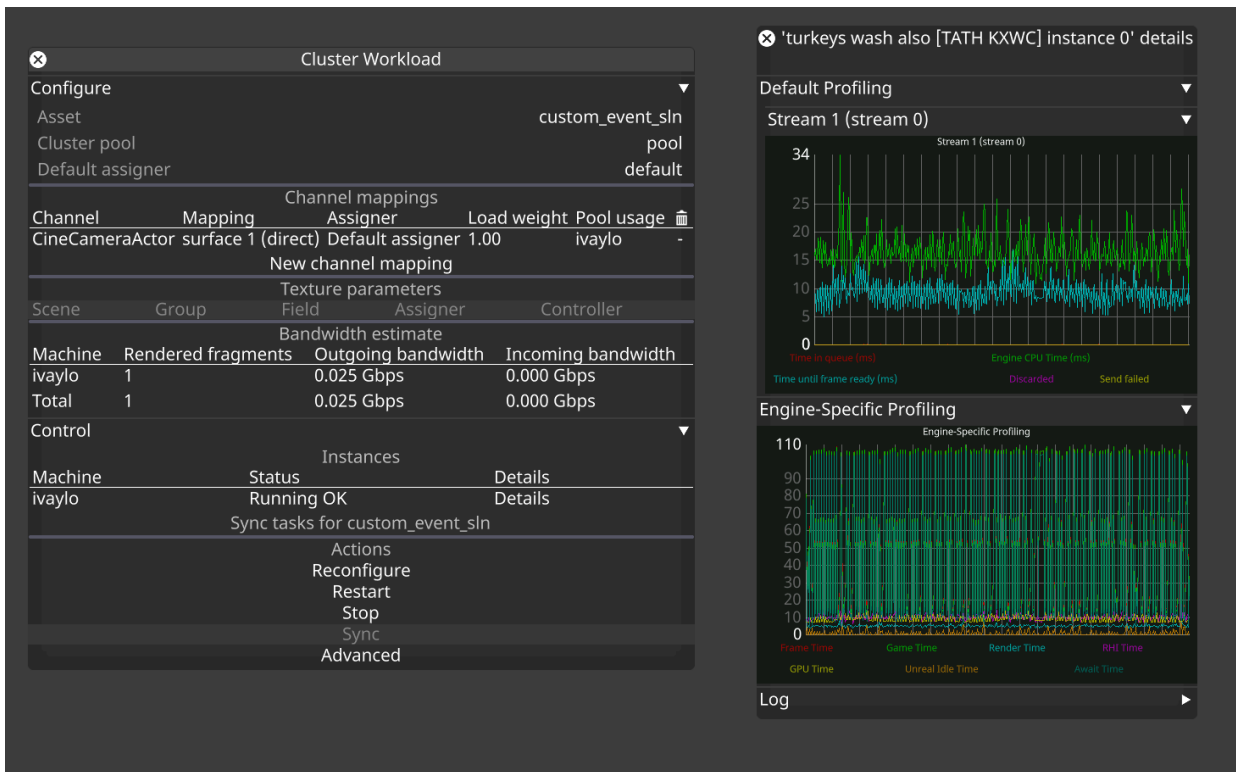 Cluster Workload
Configure
Asset custom_event_sln
Cluster pool pool
Default assigner default
Channel mappings
Channel Mapping Assigner Load weight Pool usage
CineCameraActor surface 1 (direct) Default assigner 1.00 ivaylo -
New channel mapping
Texture parameters
Scene Group Field Assigner Controller
Bandwidth estimate
Machine Rendered fragments Outgoing bandwidth Incoming bandwidth
ivaylo 1 0.025 Gbps 0.000 Gbps
Total 1 0.025 Gbps 0.000 Gbps
Control
Instances
Machine Status Details
ivaylo Running OK Details
Sync tasks for custom_event_sln
Actions
Reconfigure
Restart
Stop
Sync
Advanced
'turkeys wash also [TATH KXWC] instance 0' details
Default Profiling
Stream 1 (stream 0)
Stream 1 (stream 0)
34
25
20
15
10
5
0
Time in queue (ms) Engine CPU Time (ms)
Time until frame ready (ms) Discarded Send failed
Engine-Specific Profiling
Engine-Specific Profiling
110
90
80
70
60
50
40
30
20
10
0
Frame Time Game Time Render Time RHI Time
GPU Time Unreal Idle Time Await Time
Log